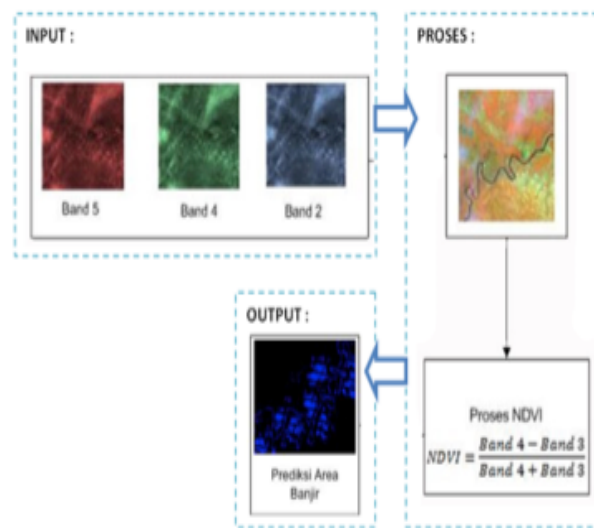 INPUT :
Band 5
Band 4
Band 2
PROSES :
Proses NDVI
NDVI = Band 4 − Band 3 / Band 4 + Band 3
OUTPUT :
Prediksi Area
Banjir